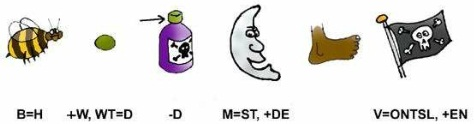 B=H +W, WT=D -D M=ST, +DE V=ONTSL, +EN